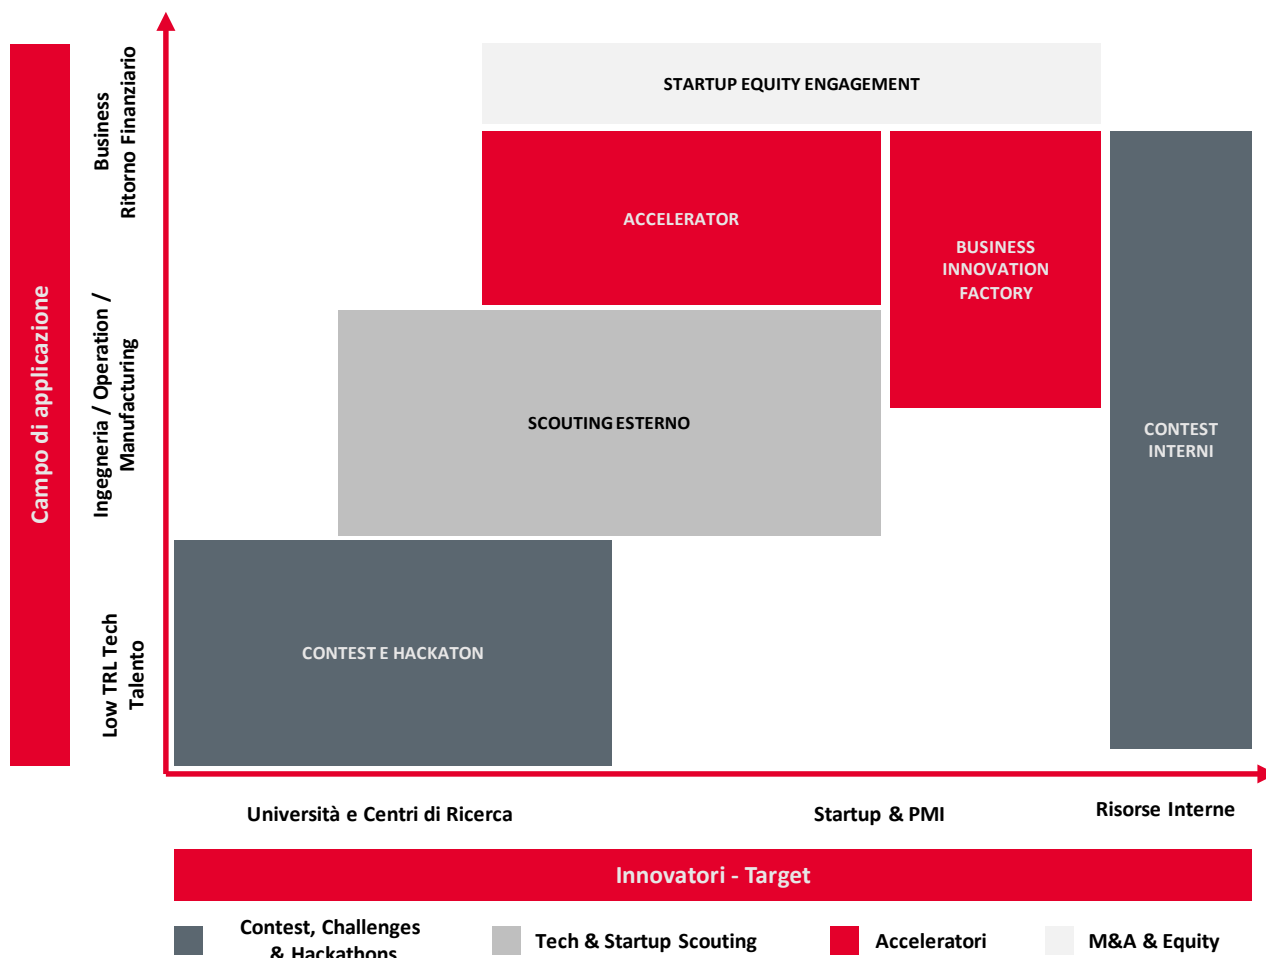 Campo di applicazione
Business
Ritorno Finanziario
Ingegneria / Operation /
Manufacturing
Low TRL Tech
Talento
STARTUP EQUITY ENGAGEMENT
ACCELERATOR
BUSINESS
INNOVATION
FACTORY
SCOUTING ESTERNO
CONTEST
INTERNI
CONTEST E HACKATON
Università e Centri di Ricerca
Startup & PMI
Risorse Interne
Innovatori - Target
Contest, Challenges
& Hackathons
Tech & Startup Scouting
Acceleratori
M&A & Equity